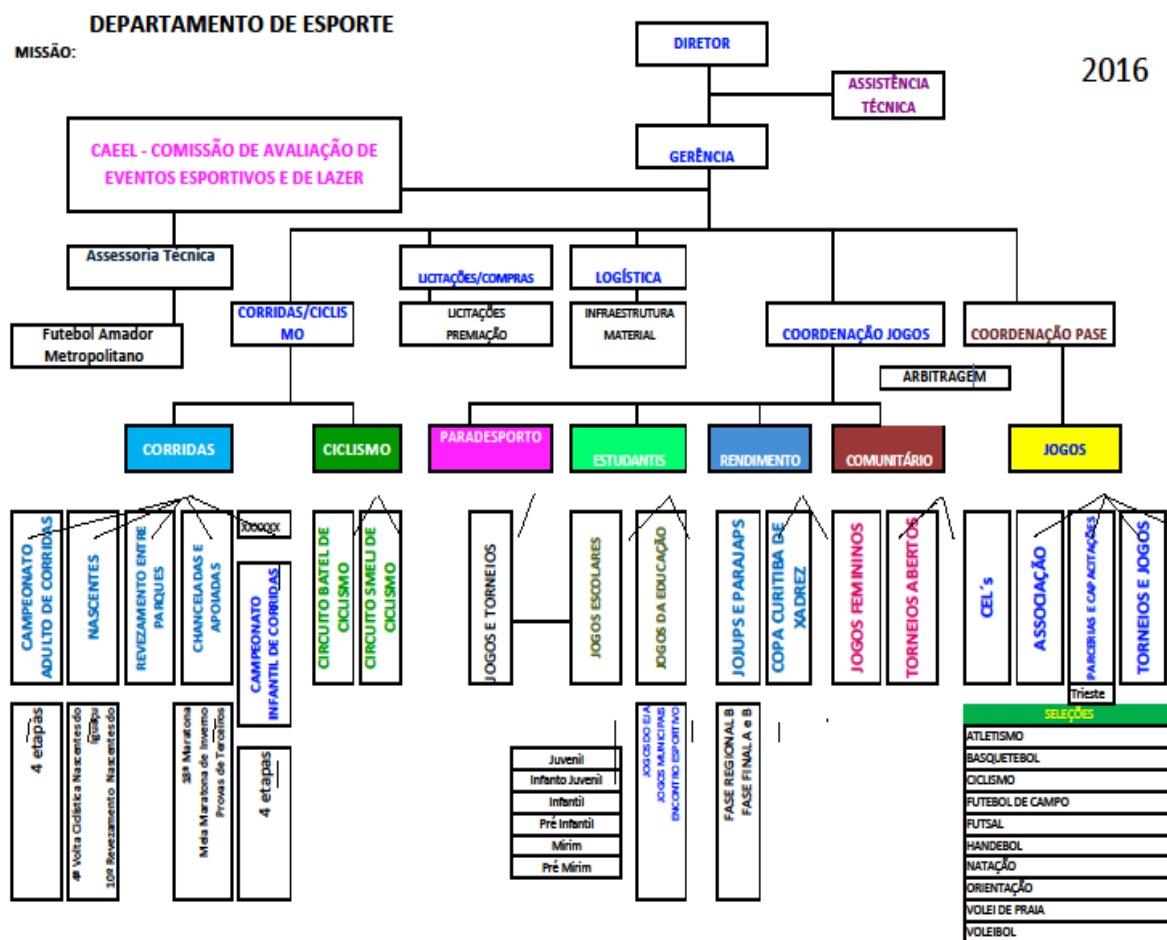 DEPARTAMENTO DE ESPORTE
MISSÃO:
2016
DIRETOR
ASSISTÊNCIA
TÉCNICA
GERÊNCIA
CAEEL - COMISSÃO DE AVALIAÇÃO DE
EVENTOS ESPORTIVOS E DE LAZER
Assessoria Técnica
Futebol Amador
Metropolitano
CORRIDAS/CICLIS
MO
LICITAÇÕES/COMPRAS
LICITAÇÕES
PREMIAÇÃO
LOGÍSTICA
INFRAESTRUTURA
MATERIAL
COORDENAÇÃO JOGOS
COORDENAÇÃO PASE
ARBITRAGEM
CORRIDAS
CICLISMO
PARADESPORTO
ESTUDANTIS
RENDIMENTO
COMUNITÁRIO
JOGOS
CAMPEONATO
ADULTO DE CORRIDAS
NASCENTES
REVEZAMENTO ENTRE
PARQUES
CHANCELADAS E
APOIADAS
XXXXXXX
CAMPEONATO
INFANTIL DE CORRIDAS
CIRCUITO BATEL DE
CICLISMO
CIRCUITO SMELJ DE
CICLISMO
JOGOS E TORNEIOS
JOGOS ESCOLARES
JOGOS DA EDUCAÇÃO
JOJUPS E PARAJAPS
COPA CURITIBA DE
XADREZ
JOGOS FEMININOS
TORNEIOS ABERTOS
CEL´s
ASSOCIAÇÃO
PARCERIAS E CAPACITAÇÕES
TORNEIOS E JOGOS
Trieste
4 etapas
4ª Volta Ciclística Nascentes do
Iguaçu
10º Revezamento Nascentes do
18ª Maratona
Meia Maratona de Inverno
Provas de Terceiros
4 etapas
Juvenil
Infanto Juvenil
Infantil
Pré Infantil
Mirim
Pré Mirim
JOGOS DO EJA
JOGOS MUNICIPAIS
ENCONTRO ESPORTIVO
FASE REGIONAL B
FASE FINAL A e B
SELEÇÕES
ATLETISMO
BASQUETEBOL
CICLISMO
FUTEBOL DE CAMPO
FUTSAL
HANDEBOL
NATAÇÃO
ORIENTAÇÃO
VOLEI DE PRAIA
VOLEIBOL